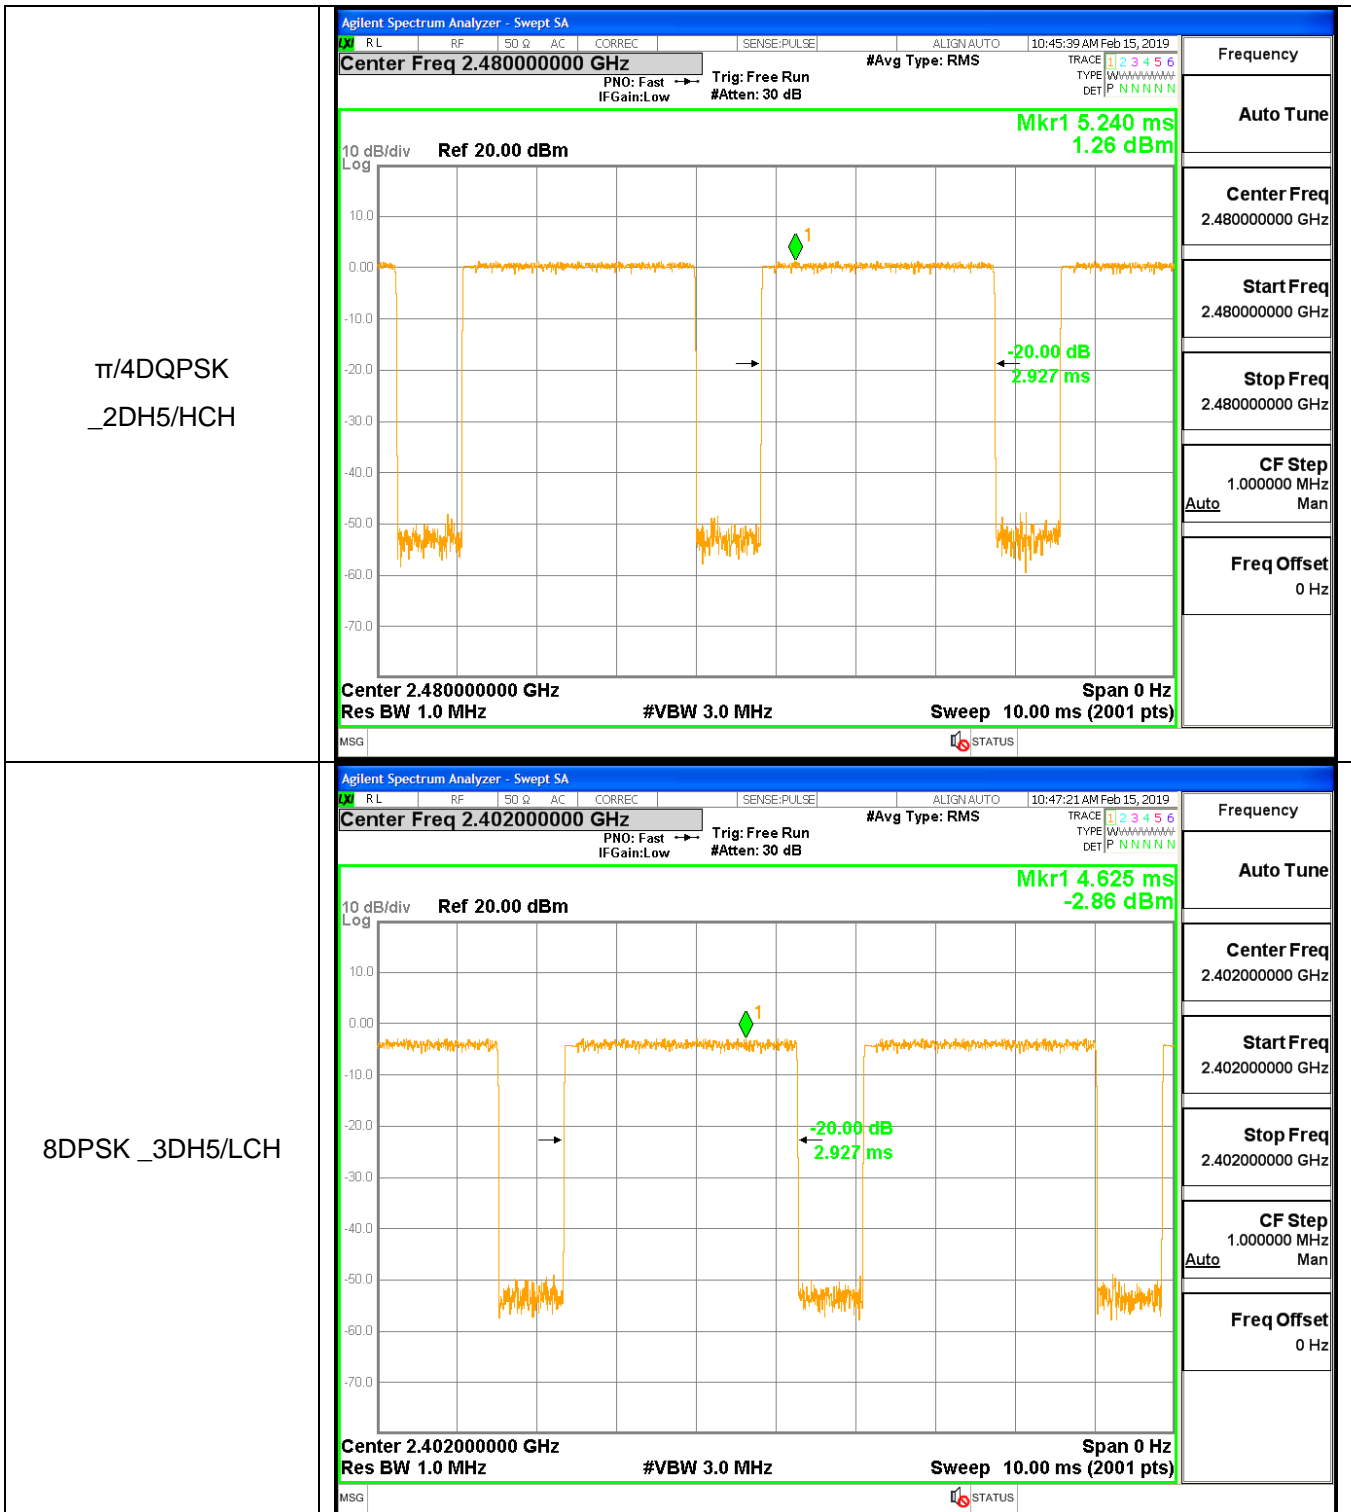 π/4DQPSK
_2DH5/HCH
Agilent Spectrum Analyzer - Swept SA
LXI RL RF 50 Ω AC CORREC SENSE:PULSE ALIGN AUTO 10:45:39 AM Feb 15, 2019
Center Freq 2.480000000 GHz #Avg Type: RMS TRACE 1 2 3 4 5 6
PNO: Fast Trig: Free Run TYPE
IFGain:Low #Atten: 30 dB DET P N N N N N
Mkr1 5.240 ms
10 dB/div Ref 20.00 dBm 1.26 dBm
Log
10.0
1
0.00
-10.0
-20.00 dB
-20.0
2.927 ms
-30.0
-40.0
-50.0
-60.0
-70.0
Center 2.480000000 GHz Span 0 Hz
Res BW 1.0 MHz #VBW 3.0 MHz Sweep 10.00 ms (2001 pts)
MSG STATUS
Frequency
Auto Tune
Center Freq
2.480000000 GHz
Start Freq
2.480000000 GHz
Stop Freq
2.480000000 GHz
CF Step
1.000000 MHz
Auto Man
Freq Offset
0 Hz
8DPSK _3DH5/LCH
Agilent Spectrum Analyzer - Swept SA
LXI RL RF 50 Ω AC CORREC SENSE:PULSE ALIGN AUTO 10:47:21 AM Feb 15, 2019
Center Freq 2.402000000 GHz #Avg Type: RMS TRACE 1 2 3 4 5 6
PNO: Fast Trig: Free Run TYPE
IFGain:Low #Atten: 30 dB DET P N N N N N
Mkr1 4.625 ms
10 dB/div Ref 20.00 dBm -2.86 dBm
Log
10.0
1
0.00
-10.0
-20.0
-20.00 dB
2.927 ms
-30.0
-40.0
-50.0
-60.0
-70.0
Center 2.402000000 GHz Span 0 Hz
Res BW 1.0 MHz #VBW 3.0 MHz Sweep 10.00 ms (2001 pts)
MSG STATUS
Frequency
Auto Tune
Center Freq
2.402000000 GHz
Start Freq
2.402000000 GHz
Stop Freq
2.402000000 GHz
CF Step
1.000000 MHz
Auto Man
Freq Offset
0 Hz